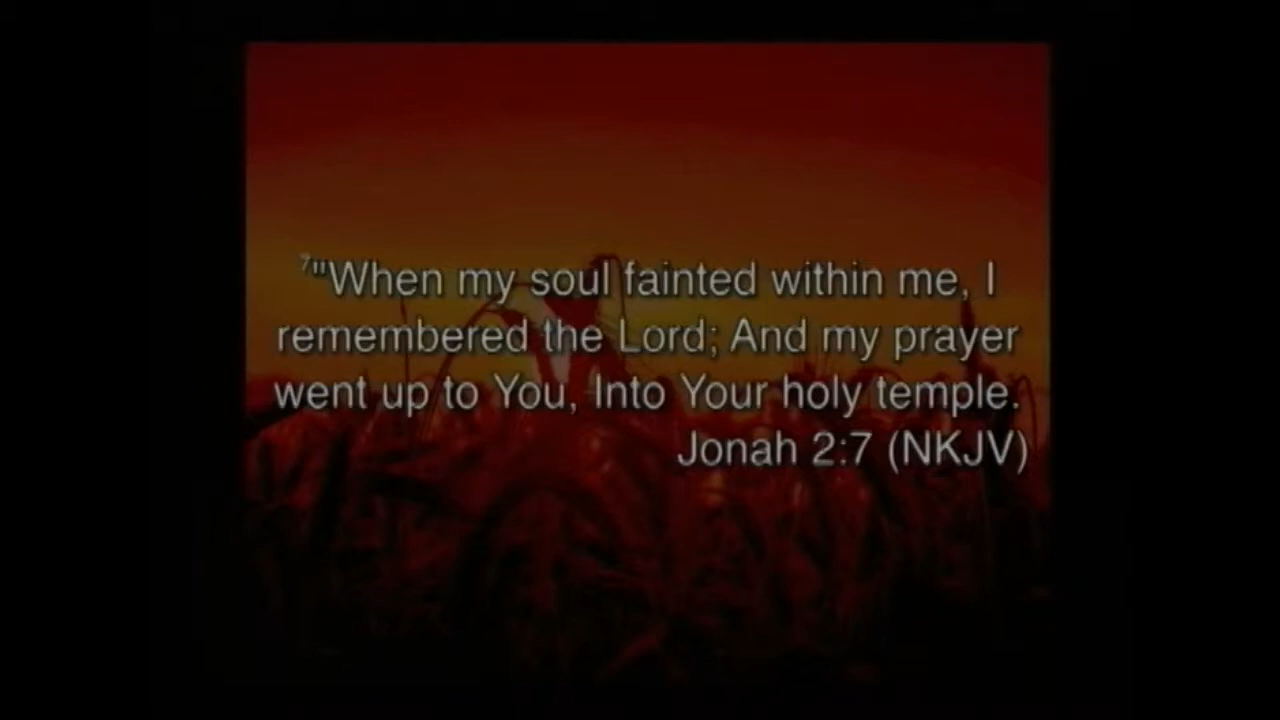 ⁷"When my soul fainted within me, I
remembered the Lord; And my prayer
went up to You, Into Your holy temple.
Jonah 2:7 (NKJV)